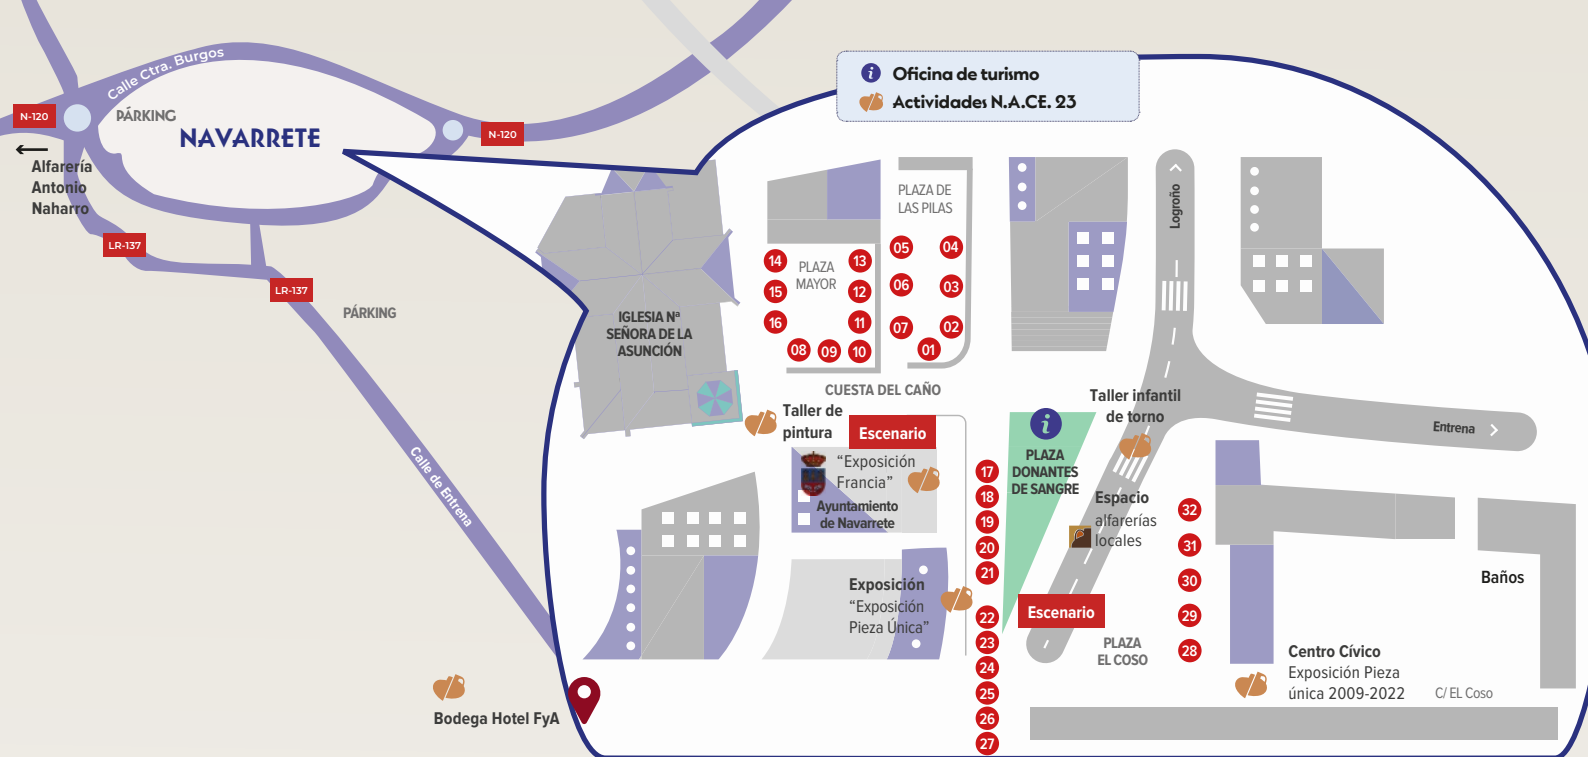 Calle Ctra. Burgos
N-120
PÁRKING
NAVARRETE
N-120
Alfarería
Antonio
Naharro
LR-137
LR-137
PÁRKING
Calle de Entrena
Oficina de turismo
Actividades N.A.CE. 23
IGLESIA Nª
SEÑORA DE LA
ASUNCIÓN
PLAZA
MAYOR
14
15
16
13
12
11
08
09
10
PLAZA DE
LAS PILAS
05
04
06
03
07
02
01
CUESTA DEL CAÑO
Logroño
Entrena
Taller de
pintura
Escenario
“Exposición
Francia”
Ayuntamiento
de Navarrete
Exposición
“Exposición
Pieza Única”
17
18
19
20
21
22
23
24
25
26
27
PLAZA
DONANTES
DE SANGRE
Taller infantil
de torno
Espacio
alfarerías
locales
Escenario
PLAZA
EL COSO
32
31
30
29
28
Baños
Centro Cívico
Exposición Pieza
única 2009-2022
C/ EL Coso
Bodega Hotel FyA